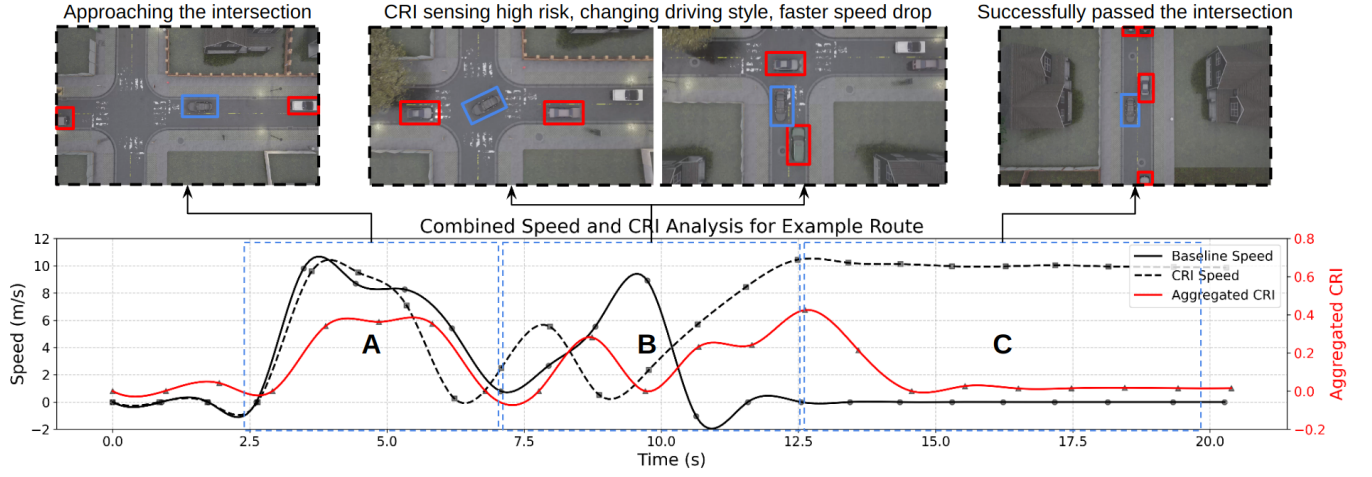 Approaching the intersection
CRI sensing high risk, changing driving style, faster speed drop
Successfully passed the intersection
Combined Speed and CRI Analysis for Example Route
12
10
8
6
4
2
0
−2
Speed (m/s)
A
B
C
Baseline Speed
CRI Speed
Aggregated CRI
0.8
0.6
0.4
0.2
0.0
−0.2
Aggregated CRI
0.0
2.5
5.0
7.5
10.0
12.5
15.0
17.5
20.0
Time (s)